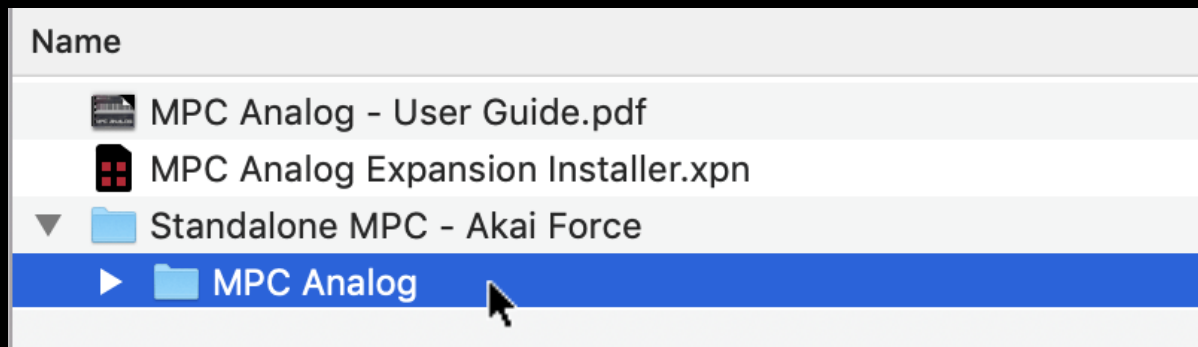 Name
MPC Analog - User Guide.pdf
MPC Analog Expansion Installer.xpn
Standalone MPC - Akai Force
MPC Analog